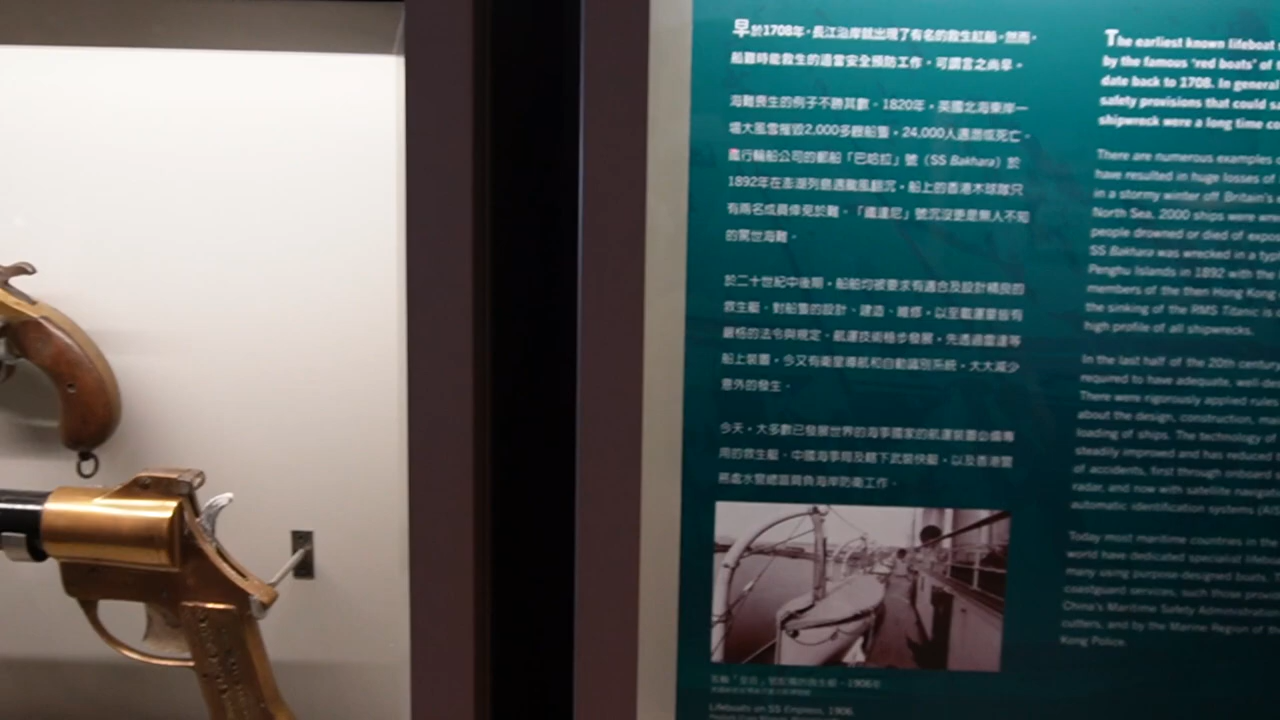 早於1708年，長江沿岸就出現了有名的救生紅船。然而，
船難時能救生的適當安全預防工作，可謂言之尚早。
海難喪生的例子不勝其數。1820年，英國北海東岸一
場大風雪摧毀2,000多艘船隻，24,000人遇溺或死亡。
鐵行輪船公司的郵船「巴哈拉」號（SS Bakhara）於
1892年在澎湖列島遇颱風翻沉，船上的香港木球隊只
有兩名成員倖免於難。「鐵達尼」號沉沒更是無人不知
的驚世海難。
於二十世紀中後期，船舶均被要求有適合及設計精良的
救生艇，對船隻的設計、建造、維修，以至載運量皆有
嚴格的法令與規定。航運技術穩步發展，先透過雷達等
船上裝置，今又有衛星導航和自動識別系統，大大減少
意外的發生。
今天，大多數已發展世界的海事國家的航運裝置必備專
用的救生艇。中國海事局及轄下武裝快艇，以及香港警
務處水警總區肩負海岸防衛工作。
號配備的救生艇，1906年
Lifeboats on SS Empress, 1906.
The earliest known lifeboat
by the famous 'red boats' of
date back to 1708. In general
safety provisions that could
shipwreck were a long time
There are numerous examples
have resulted in huge losses of
in a stormy winter off Britain's
North Sea, 2000 ships were
people drowned or died of
SS Bakhara was wrecked in a
Penghu Islands in 1892 with the
members of the then Hong Kong
the sinking of the RMS Titanic is
high profile of all shipwrecks.
In the last half of the 20th century,
required to have adequate,
There were rigorously applied rules
about the design, construction,
loading of ships. The technology of
steadily improved and has reduced
of accidents, first through onboard
radar, and now with satellite
automatic identification systems
Today most maritime countries in the
world have dedicated specialist
many using purpose-designed boats.
coastguard services, such those
China's Maritime Safety Administration
cutters, and by the Marine Region of
Kong Police.